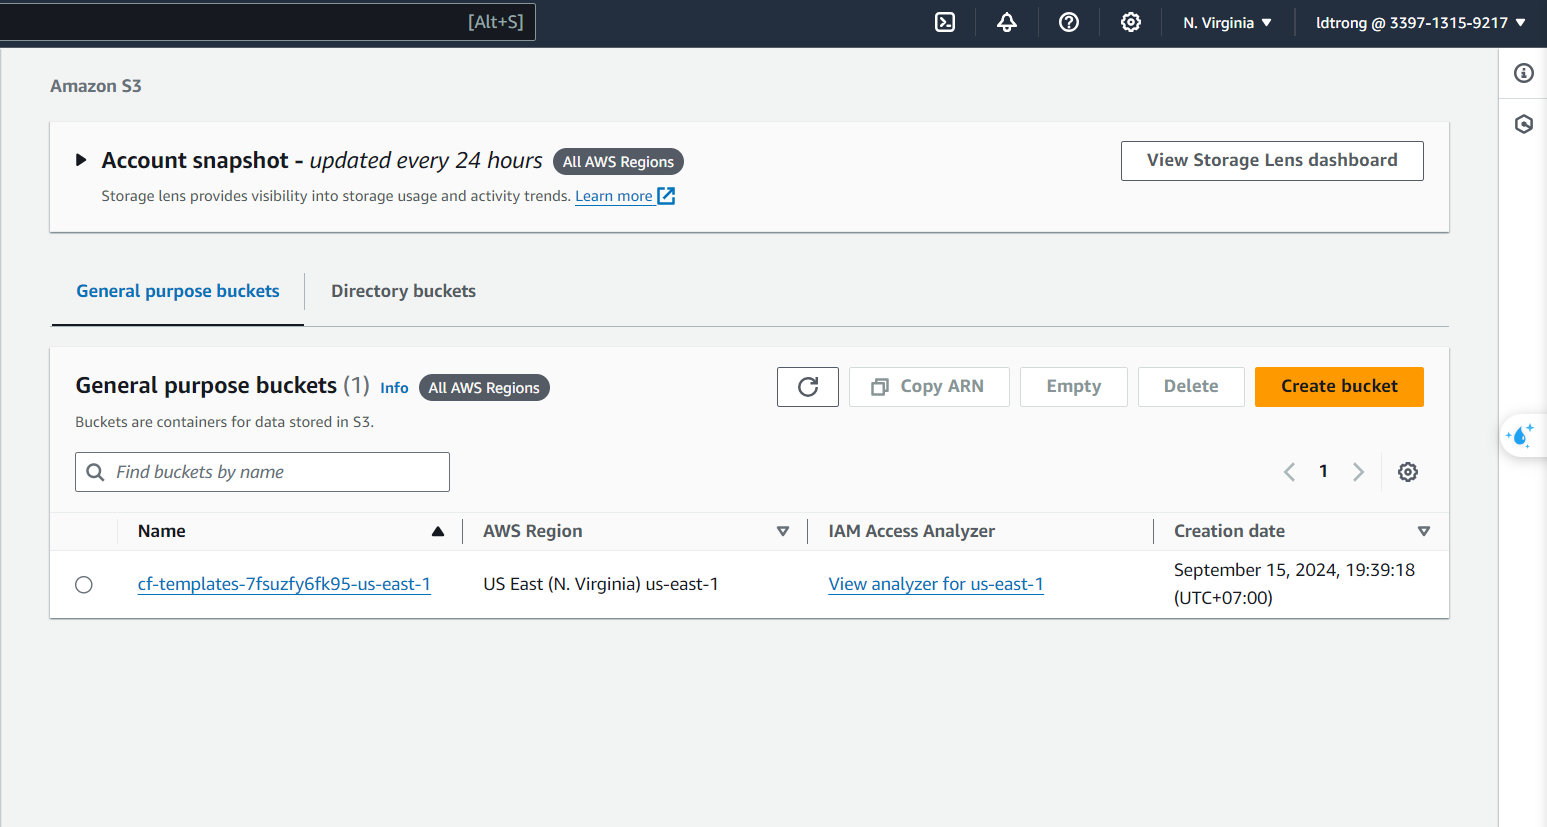 [Alt+S]
N. Virginia
ldtrong @ 3397-1315-9217
Amazon S3
Account snapshot - updated every 24 hours All AWS Regions
View Storage Lens dashboard
Storage lens provides visibility into storage usage and activity trends. Learn more
General purpose buckets
Directory buckets
General purpose buckets (1) Info All AWS Regions
Copy ARN
Empty
Delete
Create bucket
Buckets are containers for data stored in S3.
Find buckets by name
1
Name
AWS Region
IAM Access Analyzer
Creation date
cf-templates-7fsuzfy6fk95-us-east-1
US East (N. Virginia) us-east-1
View analyzer for us-east-1
September 15, 2024, 19:39:18
(UTC+07:00)